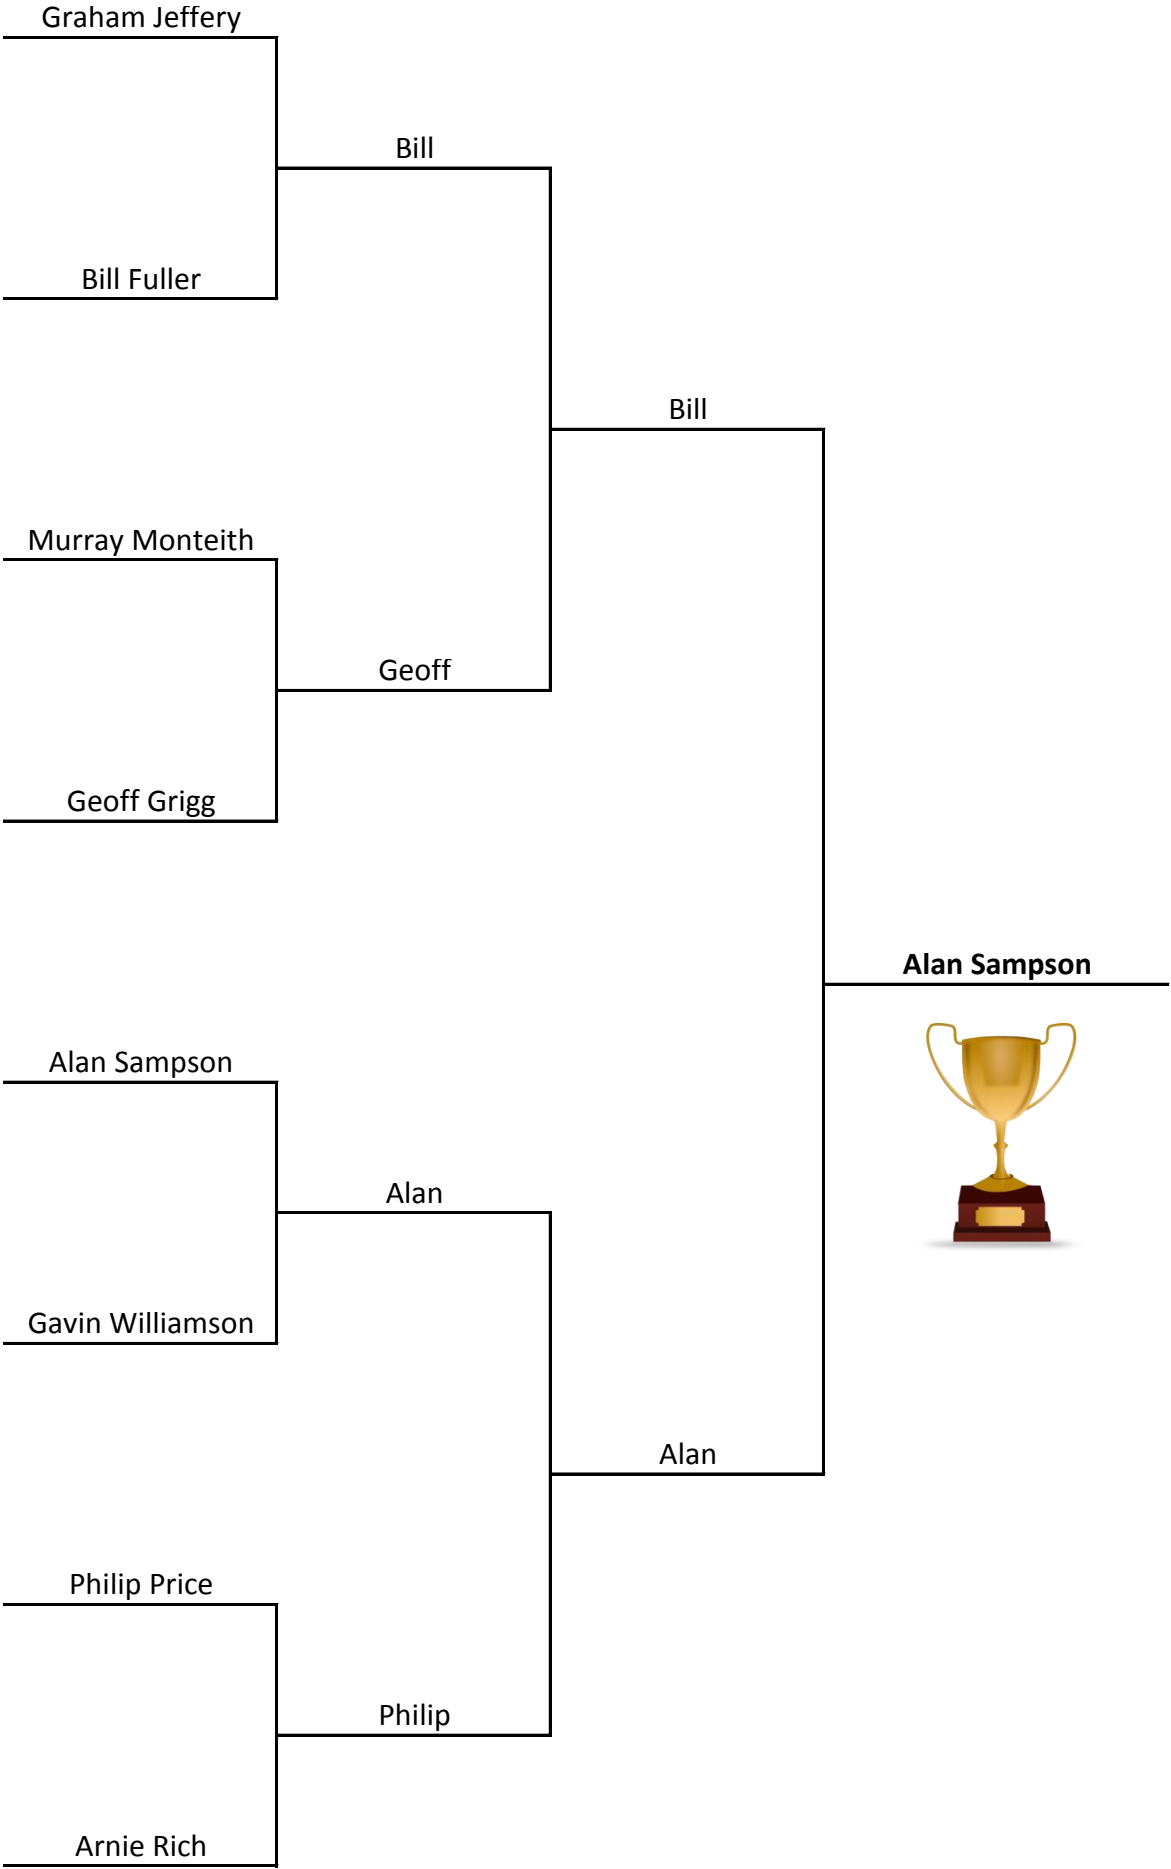 Graham Jeffery
Bill
Bill Fuller
Bill
Murray Monteith
Geoff
Geoff Grigg
Alan Sampson
Alan Sampson
Alan
Gavin Williamson
Alan
Philip Price
Philip
Arnie Rich